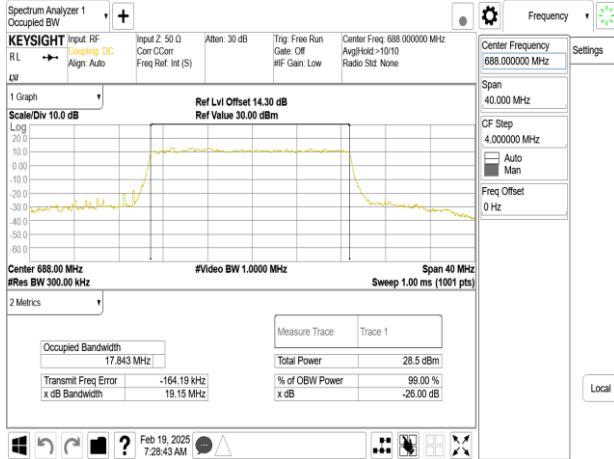 Spectrum Analyzer 1
Occupied BW
Frequency
KEYSIGHT
RL
Input: RF
Coupling: DC
Align: Auto
Input Z: 50 Ω
Corr CCorr
Freq Ref: Int (S)
Atten: 30 dB
Trig: Free Run
Gate: Off
#IF Gain: Low
Center Freq: 688.000000 MHz
Avg|Hold:>10/10
Radio Std: None
LXI
Center Frequency
688.000000 MHz
Settings
Span
40.000 MHz
CF Step
4.000000 MHz
Auto
Man
Freq Offset
0 Hz
Local
1 Graph
Scale/Div 10.0 dB
Ref Lvl Offset 14.30 dB
Ref Value 30.00 dBm
Log
20.0
10.0
0.00
-10.0
-20.0
-30.0
-40.0
-50.0
-60.0
Center 688.00 MHz
#Video BW 1.0000 MHz
Span 40 MHz
#Res BW 300.00 kHz
Sweep 1.00 ms (1001 pts)
2 Metrics
Measure Trace
Trace 1
Occupied Bandwidth
17.843 MHz
Total Power
28.5 dBm
Transmit Freq Error
-164.19 kHz
% of OBW Power
99.00 %
x dB Bandwidth
19.15 MHz
x dB
-26.00 dB
?
Feb 19, 2025
7:28:43 AM